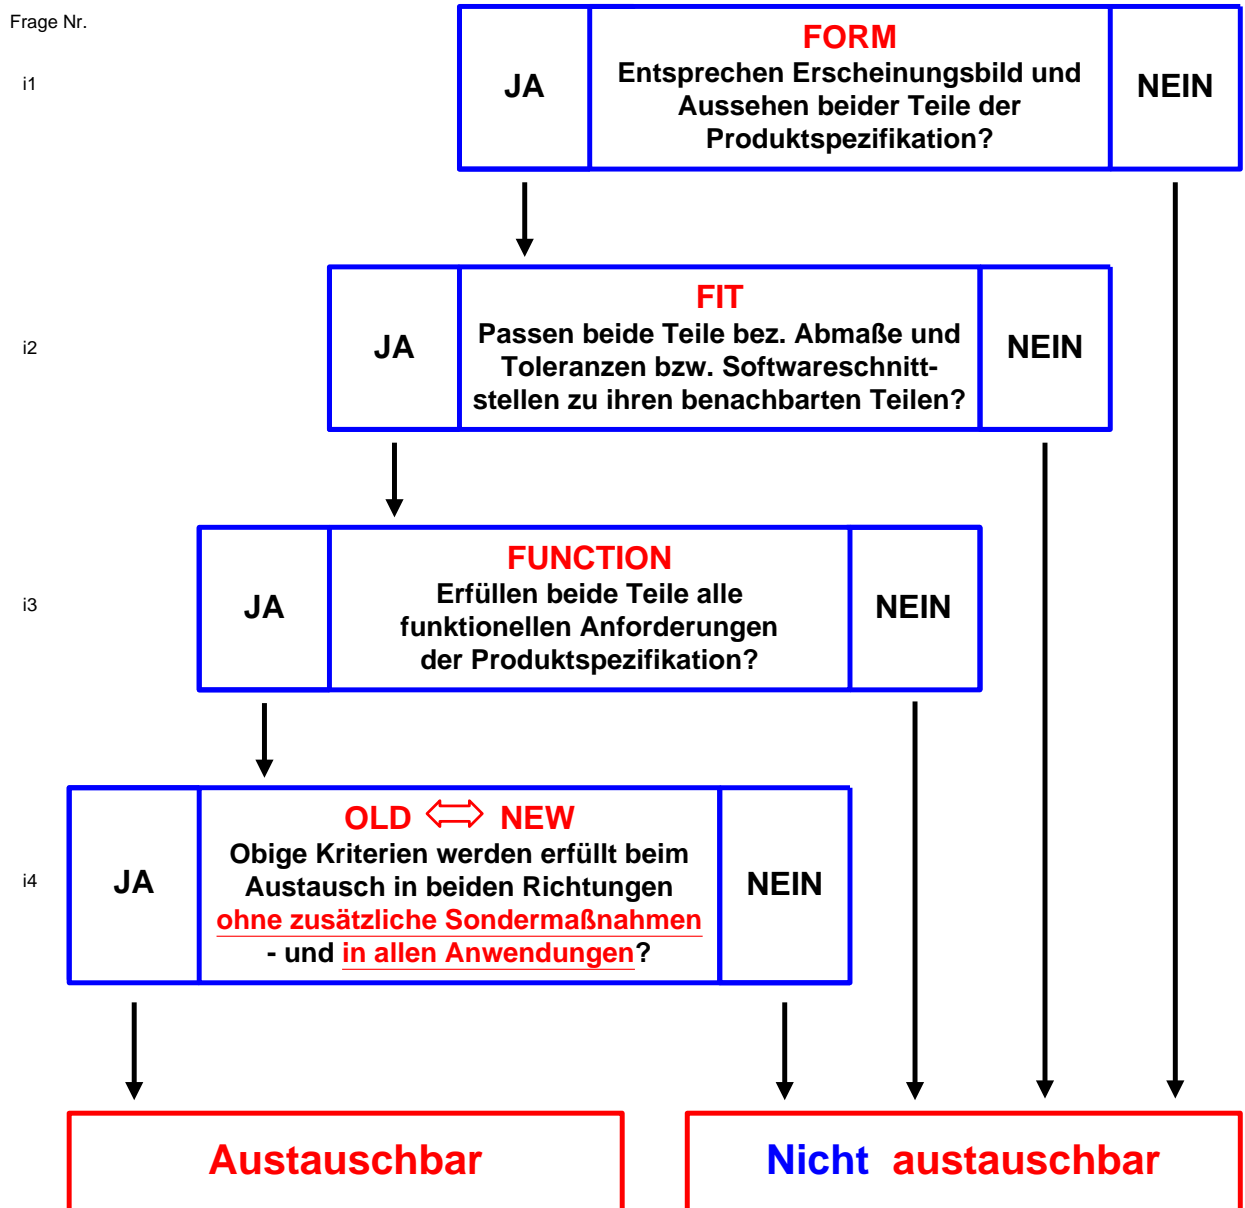 Frage Nr.
i1
JA
FORM
Entsprechen Erscheinungsbild und
Aussehen beider Teile der
Produktspezifikation?
NEIN
i2
JA
FIT
Passen beide Teile bez. Abmaße und
Toleranzen bzw. Softwareschnitt-
stellen zu ihren benachbarten Teilen?
NEIN
i3
JA
FUNCTION
Erfüllen beide Teile alle
funktionellen Anforderungen
der Produktspezifikation?
NEIN
i4
JA
OLD ⇔ NEW
Obige Kriterien werden erfüllt beim
Austausch in beiden Richtungen
ohne zusätzliche Sondermaßnahmen
- und in allen Anwendungen?
NEIN
Austauschbar
Nicht austauschbar